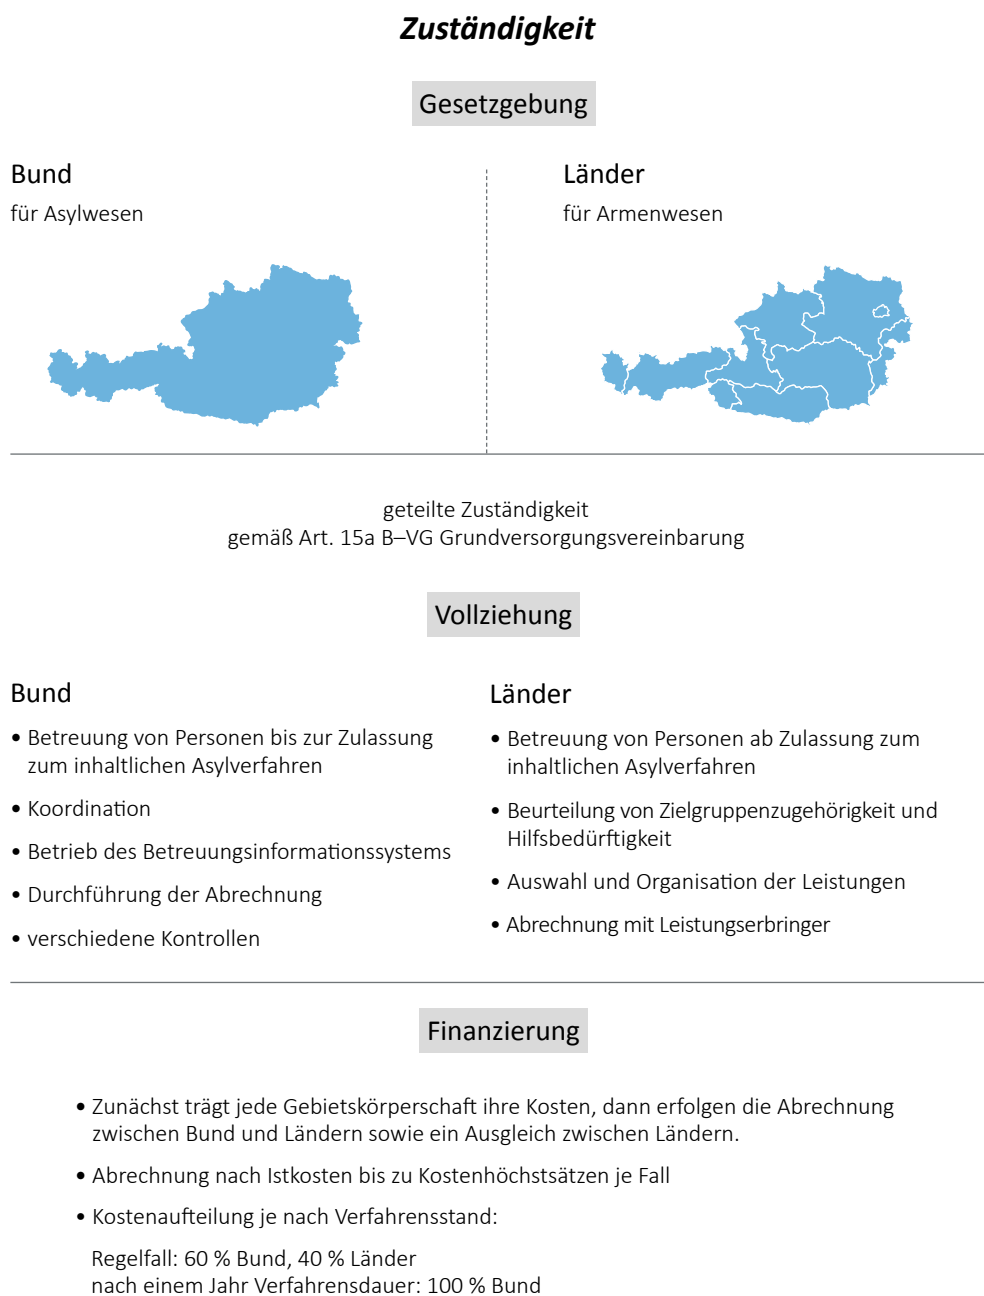 Zuständigkeit
Gesetzgebung
Bund
für Asylwesen
Länder
für Armenwesen
geteilte Zuständigkeit
gemäß Art. 15a B–VG Grundversorgungsvereinbarung
Vollziehung
Bund
• Betreuung von Personen bis zur Zulassung
zum inhaltlichen Asylverfahren
• Koordination
• Betrieb des Betreuungsinformationssystems
• Durchführung der Abrechnung
• verschiedene Kontrollen
Länder
• Betreuung von Personen ab Zulassung zum
inhaltlichen Asylverfahren
• Beurteilung von Zielgruppenzugehörigkeit und
Hilfsbedürftigkeit
• Auswahl und Organisation der Leistungen
• Abrechnung mit Leistungserbringer
Finanzierung
• Zunächst trägt jede Gebietskörperschaft ihre Kosten, dann erfolgen die Abrechnung
zwischen Bund und Ländern sowie ein Ausgleich zwischen Ländern.
• Abrechnung nach Istkosten bis zu Kostenhöchstsätzen je Fall
• Kostenaufteilung je nach Verfahrensstand:
Regelfall: 60 % Bund, 40 % Länder
nach einem Jahr Verfahrensdauer: 100 % Bund